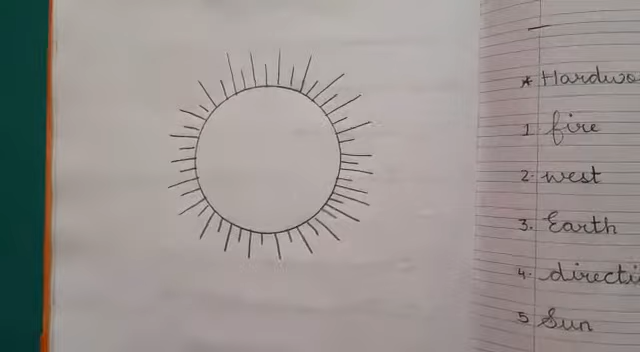 * Hardwo
1 fire
2. west
3. Earth
4. directi
5 Sun